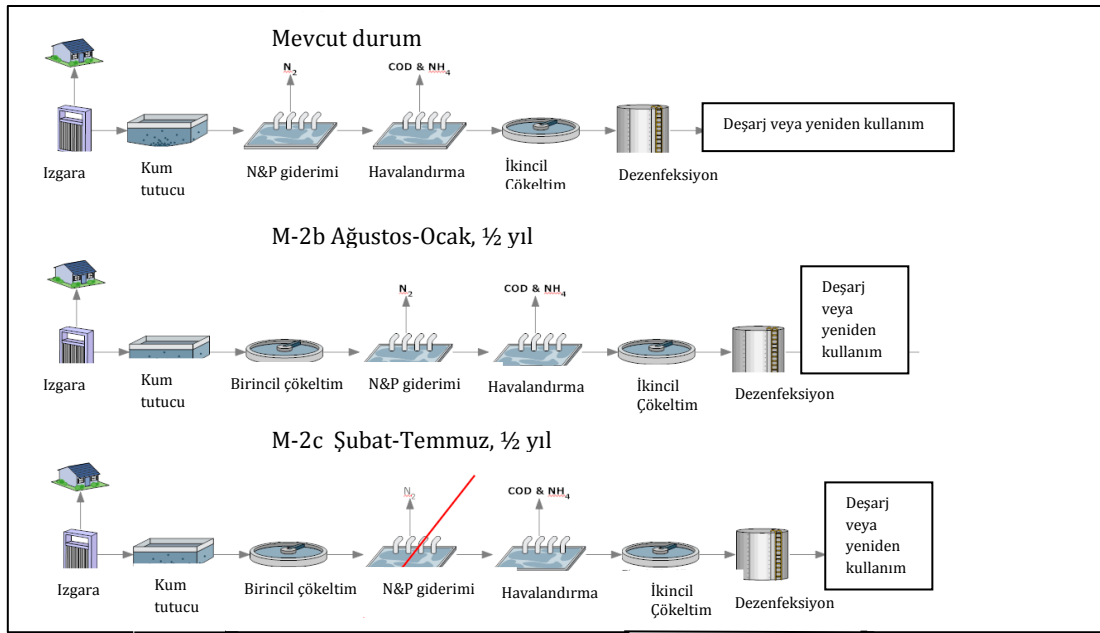 Mevcut durum
N2
COD & NH4
Izgara
Kum
tutucu
N&P giderimi
Havalandırma
İkincil
Çökeltim
Dezenfeksiyon
Deşarj veya yeniden kullanım
M-2b Ağustos-Ocak, ½ yıl
N2
COD & NH4
Izgara
Kum
tutucu
Birincil çökeltim
N&P giderimi
Havalandırma
İkincil
Çökeltim
Dezenfeksiyon
Deşarj
veya
yeniden
kullanım
M-2c Şubat-Temmuz, ½ yıl
N2
COD & NH4
Izgara
Kum
tutucu
Birincil çökeltim
N&P giderimi
Havalandırma
İkincil
Çökeltim
Dezenfeksiyon
Deşarj
veya
yeniden
kullanım